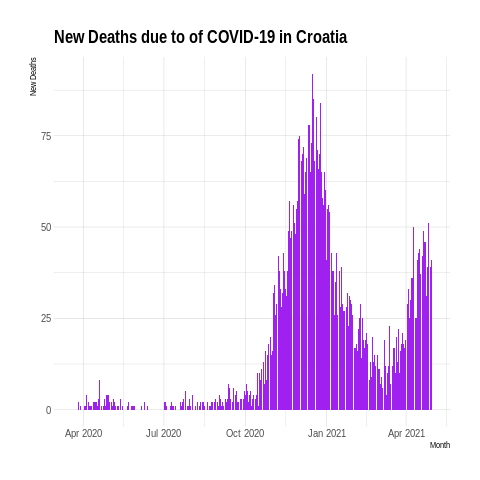 New Deaths due to of COVID-19 in Croatia
New Deaths
75
50
25
0
Apr 2020 Jul 2020 Oct 2020 Jan 2021 Apr 2021
Month